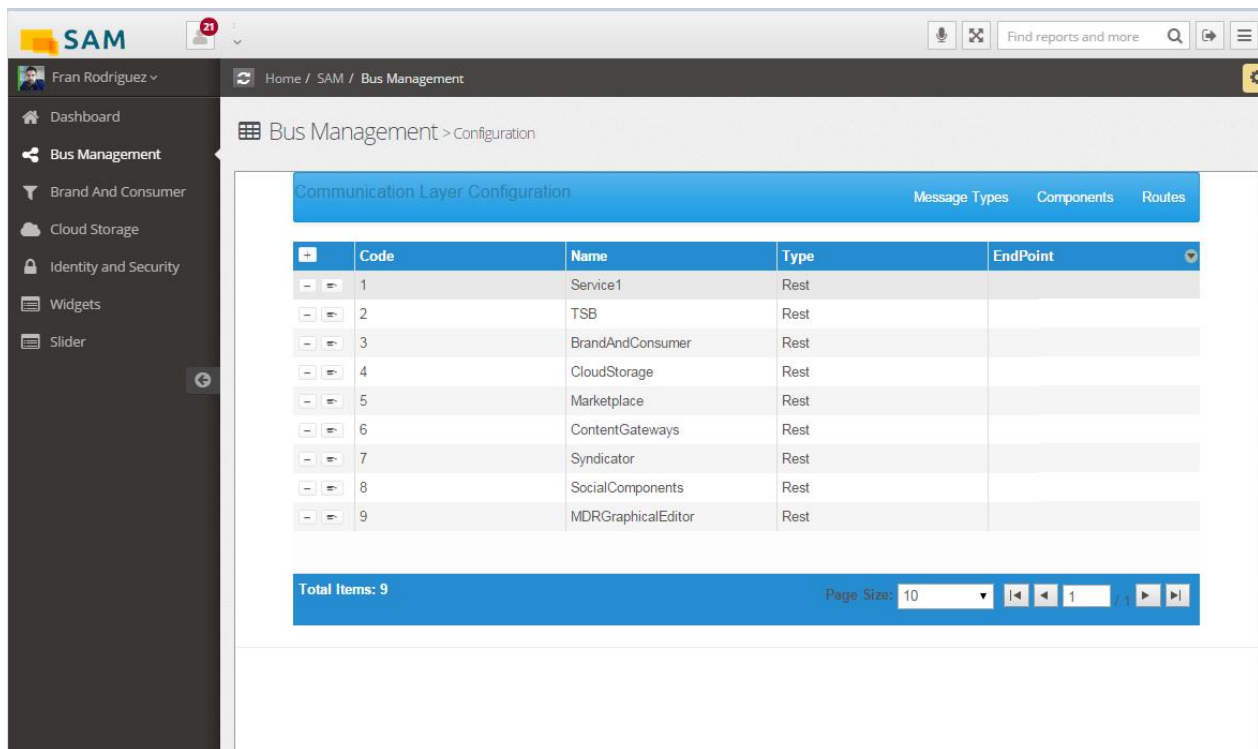 SAM
21
Find reports and more
Fran Rodriguez
Home / SAM / Bus Management
Dashboard
Bus Management
Brand And Consumer
Cloud Storage
Identity and Security
Widgets
Slider
Bus Management > Configuration
Communication Layer Configuration
Message Types Components Routes
+ Code Name Type EndPoint
1 Service1 Rest
2 TSB Rest
3 BrandAndConsumer Rest
4 CloudStorage Rest
5 Marketplace Rest
6 ContentGateways Rest
7 Syndicator Rest
8 SocialComponents Rest
9 MDRGraphicalEditor Rest
Total Items: 9
Page Size: 10 1 / 1